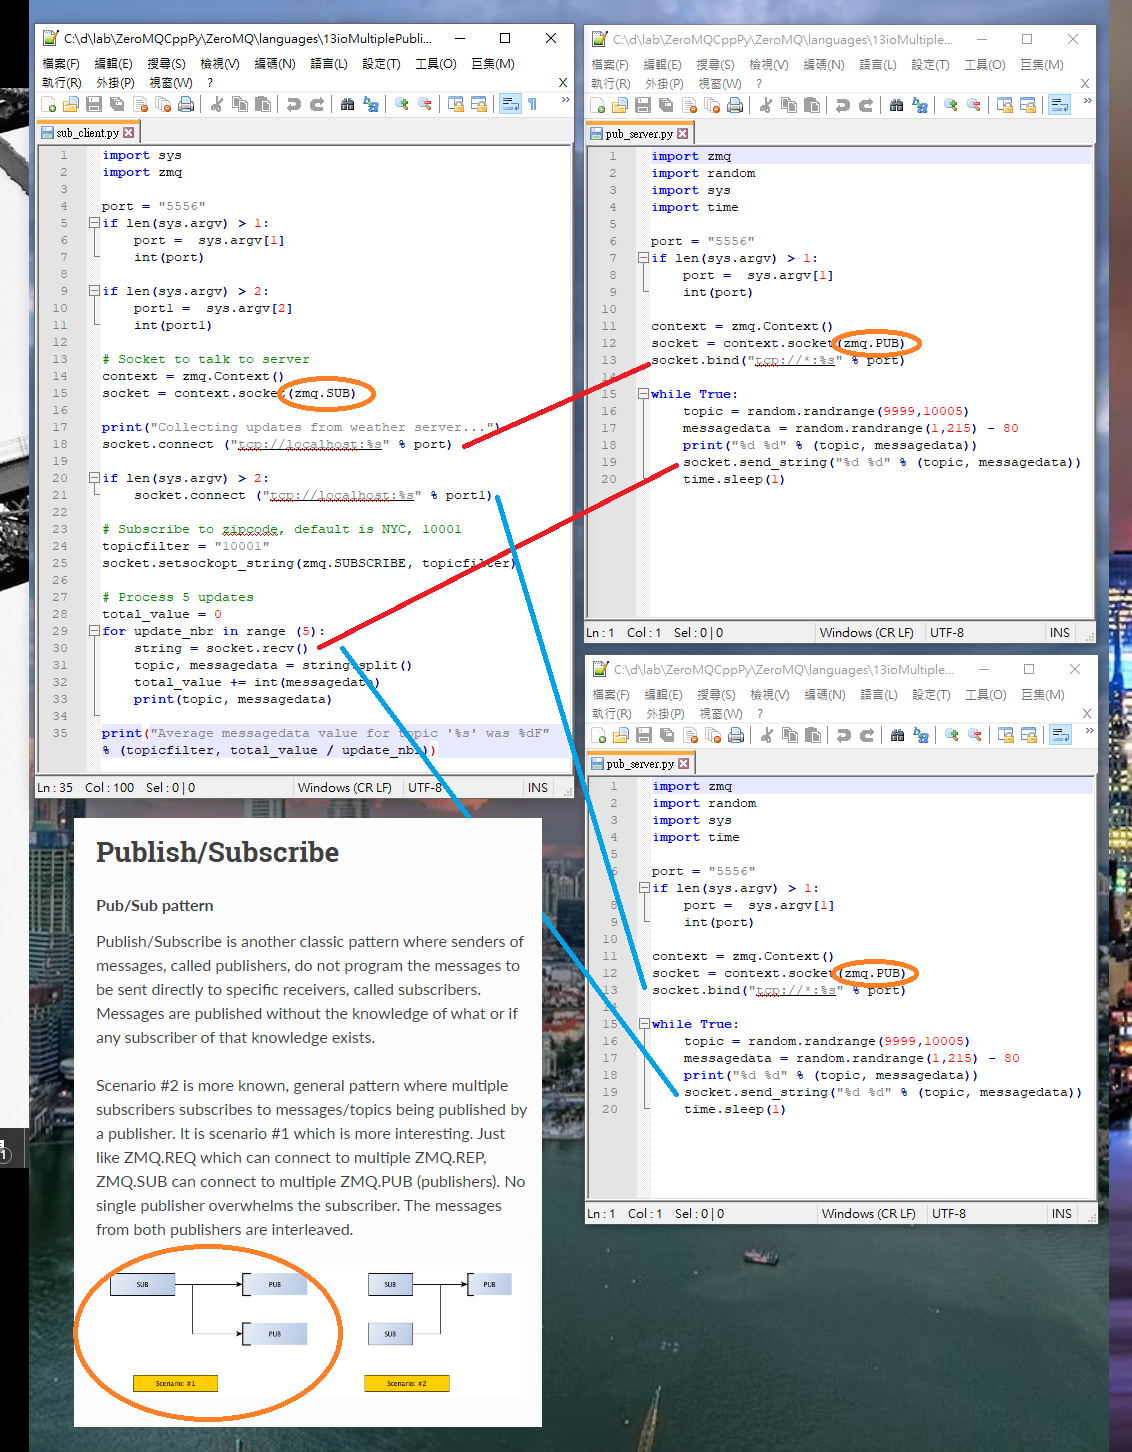 C:\d\lab\ZeroMQCppPy\ZeroMQ\languages\13ioMultiplePubli...
檔案(F) 編輯(E) 搜尋(S) 檢視(V) 編碼(N) 語言(L) 設定(T) 工具(O) 巨集(M)
執行(R) 外掛(P) 視窗(W) ? X
sub_client.py
1 import sys
2 import zmq
3
4 port = "5556"
5 if len(sys.argv) > 1:
6 port =  sys.argv[1]
7 int(port)
8
9 if len(sys.argv) > 2:
10 port1 =  sys.argv[2]
11 int(port1)
12
13 # Socket to talk to server
14 context = zmq.Context()
15 socket = context.socket(zmq.SUB)
16
17 print("Collecting updates from weather server...")
18 socket.connect ("tcp://localhost:%s" % port)
19
20 if len(sys.argv) > 2:
21 socket.connect ("tcp://localhost:%s" % port1)
22
23 # Subscribe to zipcode, default is NYC, 10001
24 topicfilter = "10001"
25 socket.setsockopt_string(zmq.SUBSCRIBE, topicfilter)
26
27 # Process 5 updates
28 total_value = 0
29 for update_nbr in range (5):
30 string = socket.recv()
31 topic, messagedata = string.split()
32 total_value += int(messagedata)
33 print(topic, messagedata)
34
35 print("Average messagedata value for topic '%s' was %dF"
% (topicfilter, total_value / update_nbr))
Ln : 35 Col : 100 Sel : 0 | 0 Windows (CR LF) UTF-8 INS
C:\d\lab\ZeroMQCppPy\ZeroMQ\languages\13ioMultiple...
檔案(F) 編輯(E) 搜尋(S) 檢視(V) 編碼(N) 語言(L) 設定(T) 工具(O) 巨集(M)
執行(R) 外掛(P) 視窗(W) ? X
pub_server.py
1 import zmq
2 import random
3 import sys
4 import time
5
6 port = "5556"
7 if len(sys.argv) > 1:
8 port =  sys.argv[1]
9 int(port)
10
11 context = zmq.Context()
12 socket = context.socket(zmq.PUB)
13 socket.bind("tcp://*:%s" % port)
14
15 while True:
16 topic = random.randrange(9999,10005)
17 messagedata = random.randrange(1,215) - 80
18 print("%d %d" % (topic, messagedata))
19 socket.send_string("%d %d" % (topic, messagedata))
20 time.sleep(1)
Ln : 1 Col : 1 Sel : 0 | 0 Windows (CR LF) UTF-8 INS
C:\d\lab\ZeroMQCppPy\ZeroMQ\languages\13ioMultiple...
檔案(F) 編輯(E) 搜尋(S) 檢視(V) 編碼(N) 語言(L) 設定(T) 工具(O) 巨集(M)
執行(R) 外掛(P) 視窗(W) ? X
pub_server.py
1 import zmq
2 import random
3 import sys
4 import time
5
6 port = "5556"
7 if len(sys.argv) > 1:
8 port =  sys.argv[1]
9 int(port)
10
11 context = zmq.Context()
12 socket = context.socket(zmq.PUB)
13 socket.bind("tcp://*:%s" % port)
14
15 while True:
16 topic = random.randrange(9999,10005)
17 messagedata = random.randrange(1,215) - 80
18 print("%d %d" % (topic, messagedata))
19 socket.send_string("%d %d" % (topic, messagedata))
20 time.sleep(1)
Ln : 1 Col : 1 Sel : 0 | 0 Windows (CR LF) UTF-8 INS
Publish/Subscribe
Pub/Sub pattern
Publish/Subscribe is another classic pattern where senders of
messages, called publishers, do not program the messages to
be sent directly to specific receivers, called subscribers.
Messages are published without the knowledge of what or if
any subscriber of that knowledge exists.
Scenario #2 is more known, general pattern where multiple
subscribers subscribes to messages/topics being published by
a publisher. It is scenario #1 which is more interesting. Just
like ZMQ.REQ which can connect to multiple ZMQ.REP,
ZMQ.SUB can connect to multiple ZMQ.PUB (publishers). No
single publisher overwhelms the subscriber. The messages
from both publishers are interleaved.
SUB PUB SUB PUB
PUB SUB
Scenario: #1 Scenario: #2